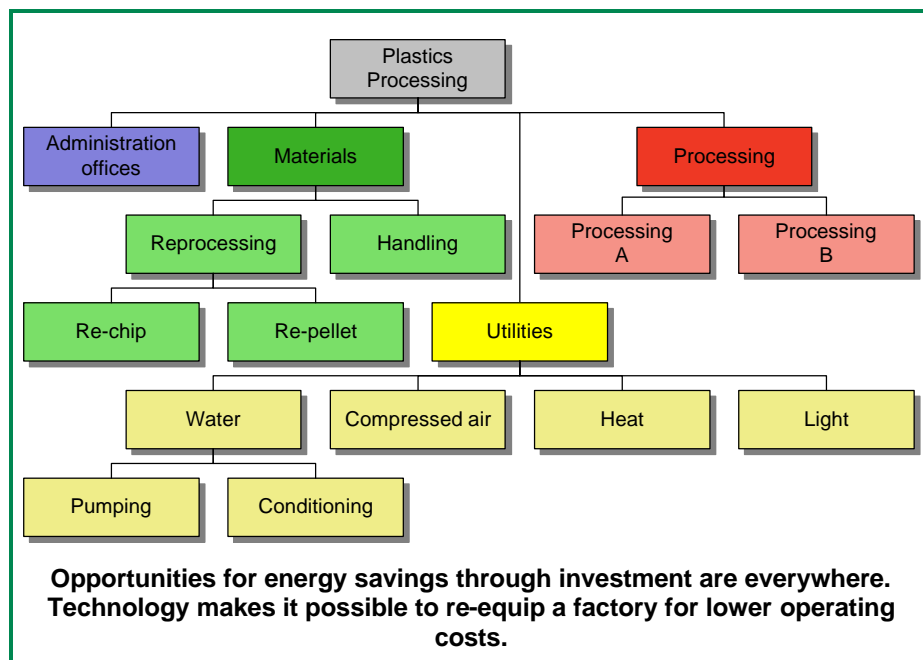 Plastics
Processing
Administration
offices
Materials
Processing
Reprocessing
Handling
Processing
A
Processing
B
Re-chip
Re-pellet
Utilities
Water
Compressed air
Heat
Light
Pumping
Conditioning
Opportunities for energy savings through investment are everywhere.
Technology makes it possible to re-equip a factory for lower operating
costs.